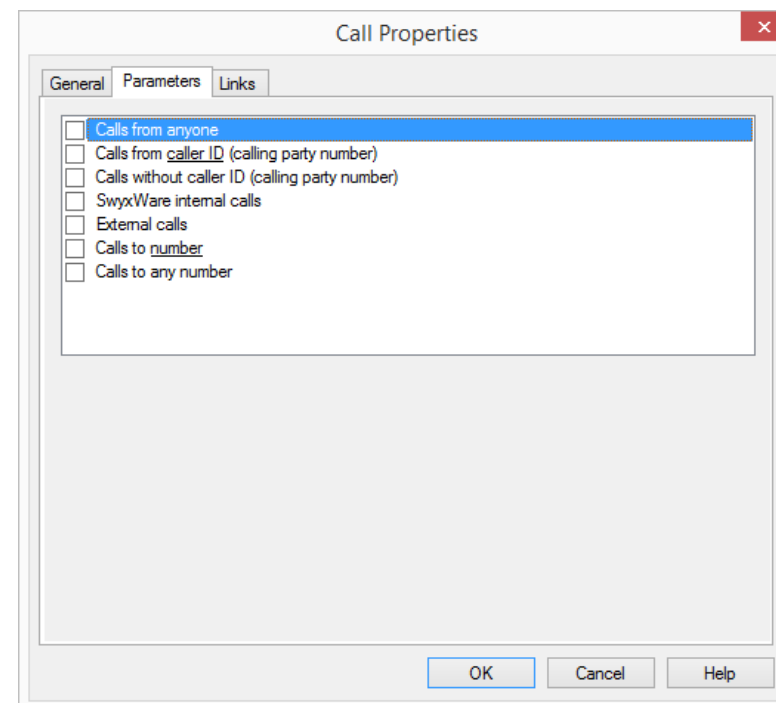 Call Properties
General Parameters Links
Calls from anyone
Calls from caller ID (calling party number)
Calls without caller ID (calling party number)
SwyxWare internal calls
External calls
Calls to number
Calls to any number
OK Cancel Help